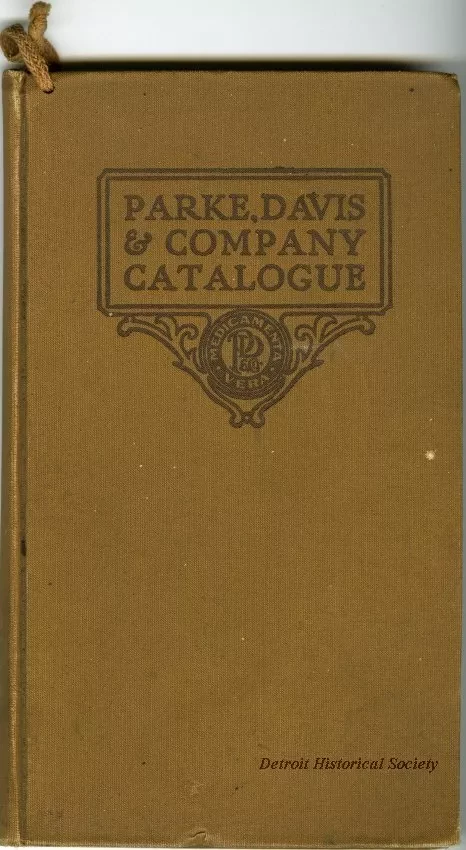 PARKE, DAVIS
& COMPANY
CATALOGUE
MEDICAMENTA
VERA
Detroit Historical Society